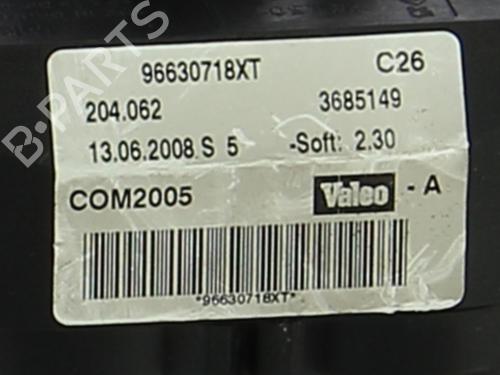 B-PARTS
96630718XT C26
204.062 3685149
13.06.2008 S 5 -Soft: 2.30
COM2005 Valeo - A
*96630718XT*